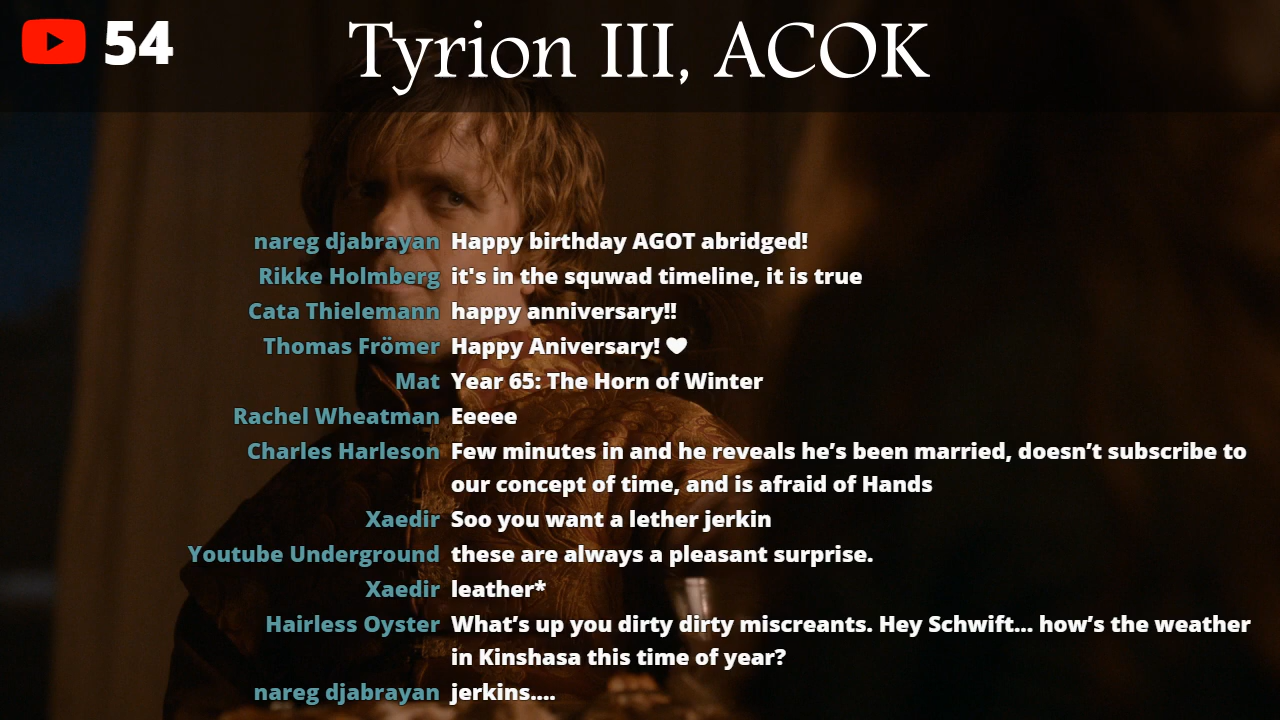 54
Tyrion III, ACOK
nareg djabrayan Happy birthday AGOT abridged!
Rikke Holmberg it's in the squwad timeline, it is true
Cata Thielemann happy anniversary!!
Thomas Frömer Happy Aniversary! ♥
Mat Year 65: The Horn of Winter
Rachel Wheatman Eeeee
Charles Harleson Few minutes in and he reveals he’s been married, doesn’t subscribe to
our concept of time, and is afraid of Hands
Xaedir Soo you want a lether jerkin
Youtube Underground these are always a pleasant surprise.
Xaedir leather*
Hairless Oyster What’s up you dirty dirty miscreants. Hey Schwift... how’s the weather
in Kinshasa this time of year?
nareg djabrayan jerkins....